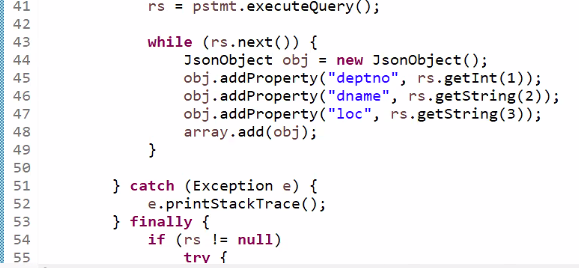 41 rs = pstmt.executeQuery();
42
43 while (rs.next()) {
44 JsonObject obj = new JsonObject();
45 obj.addProperty("deptno", rs.getInt(1));
46 obj.addProperty("dname", rs.getString(2));
47 obj.addProperty("loc", rs.getString(3));
48 array.add(obj);
49 }
50
51 } catch (Exception e) {
52 e.printStackTrace();
53 } finally {
54 if (rs != null)
55 try {